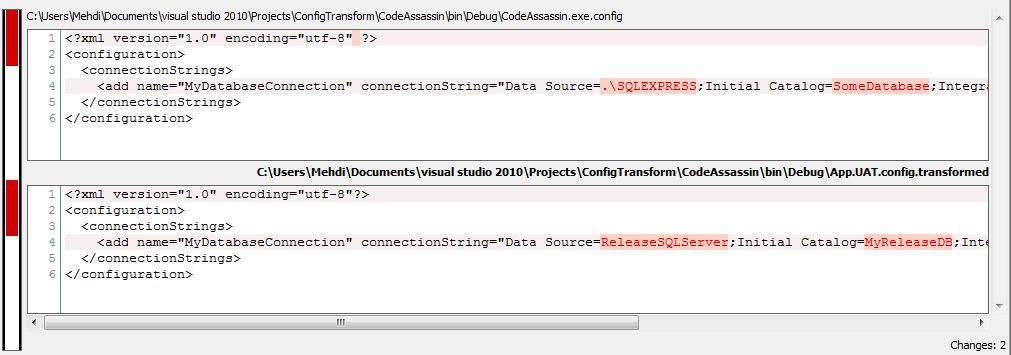 C:\Users\Mehdi\Documents\visual studio 2010\Projects\ConfigTransform\CodeAssassin\bin\Debug\CodeAssassin.exe.config
1 <?xml version="1.0" encoding="utf-8" ?>
2 <configuration>
3 <connectionStrings>
4 <add name="MyDatabaseConnection" connectionString="Data Source=.\SQLEXPRESS;Initial Catalog=SomeDatabase;Integra
5 </connectionStrings>
6 </configuration>
C:\Users\Mehdi\Documents\visual studio 2010\Projects\ConfigTransform\CodeAssassin\bin\Debug\App.UAT.config.transformed
1 <?xml version="1.0" encoding="utf-8"?>
2 <configuration>
3 <connectionStrings>
4 <add name="MyDatabaseConnection" connectionString="Data Source=ReleaseSQLServer;Initial Catalog=MyReleaseDB;Inte
5 </connectionStrings>
6 </configuration>
Changes: 2